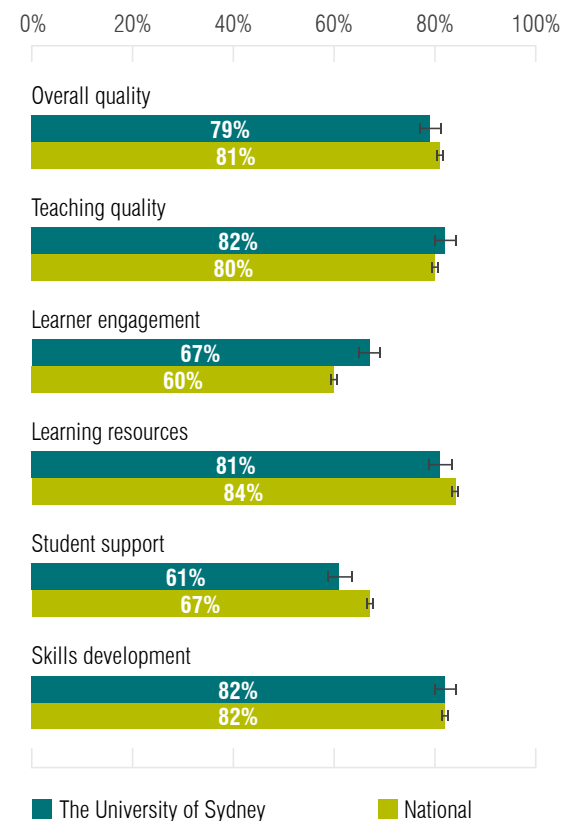 0% 20% 40% 60% 80% 100%
Overall quality
79%
81%
Teaching quality
82%
80%
Learner engagement
67%
60%
Learning resources
81%
84%
Student support
61%
67%
Skills development
82%
82%
The University of Sydney National